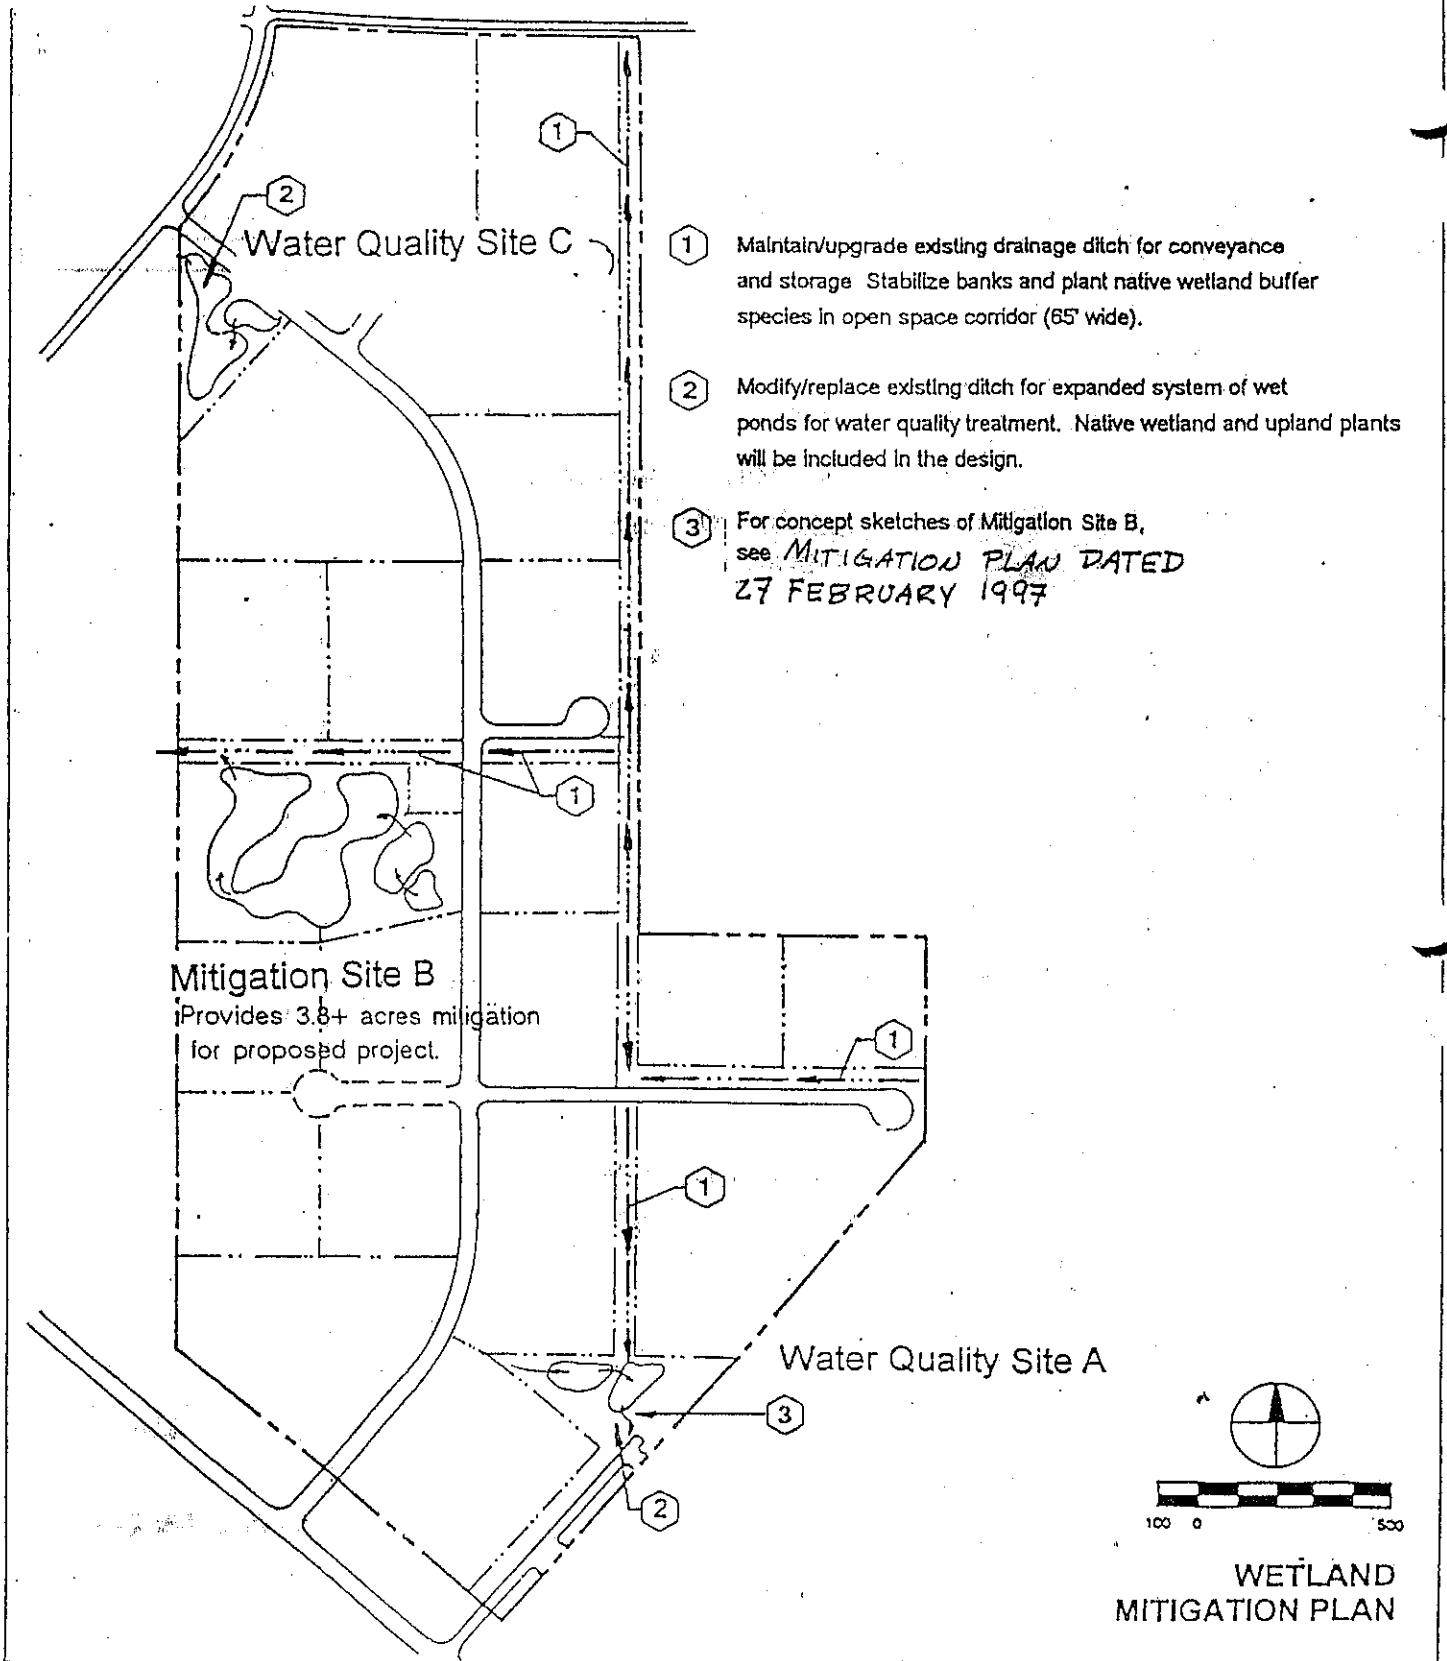 1
2
Water Quality Site C
1
Maintain/upgrade existing drainage ditch for conveyance
and storage Stabilize banks and plant native wetland buffer
species in open space corridor (65' wide).
2
Modify/replace existing ditch for expanded system of wet
ponds for water quality treatment. Native wetland and upland plants
will be included in the design.
3
For concept sketches of Mitigation Site B,
see MITIGATION PLAN DATED
27 FEBRUARY 1997
1
Mitigation Site B
Provides 3.8+ acres mitigation
for proposed project.
1
1
Water Quality Site A
3
2
100 0 500
WETLAND
MITIGATION PLAN